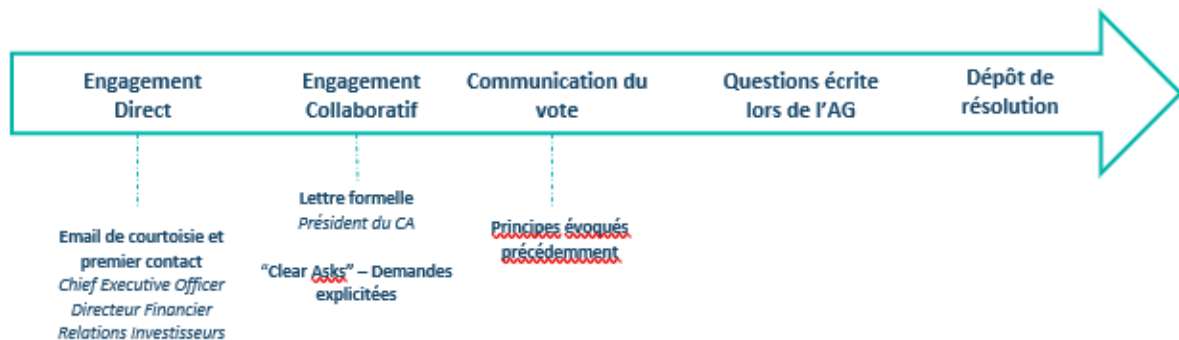 Engagement
Direct
Engagement
Collaboratif
Communication du
vote
Questions écrite
lors de l'AG
Dépôt de
résolution
Email de courtoisie et
premier contact
Chief Executive Officer
Directeur Financier
Relations Investisseurs
Lettre formelle
Président du CA
“Clear Asks” – Demandes
explicitées
Principes évoqués
précédemment